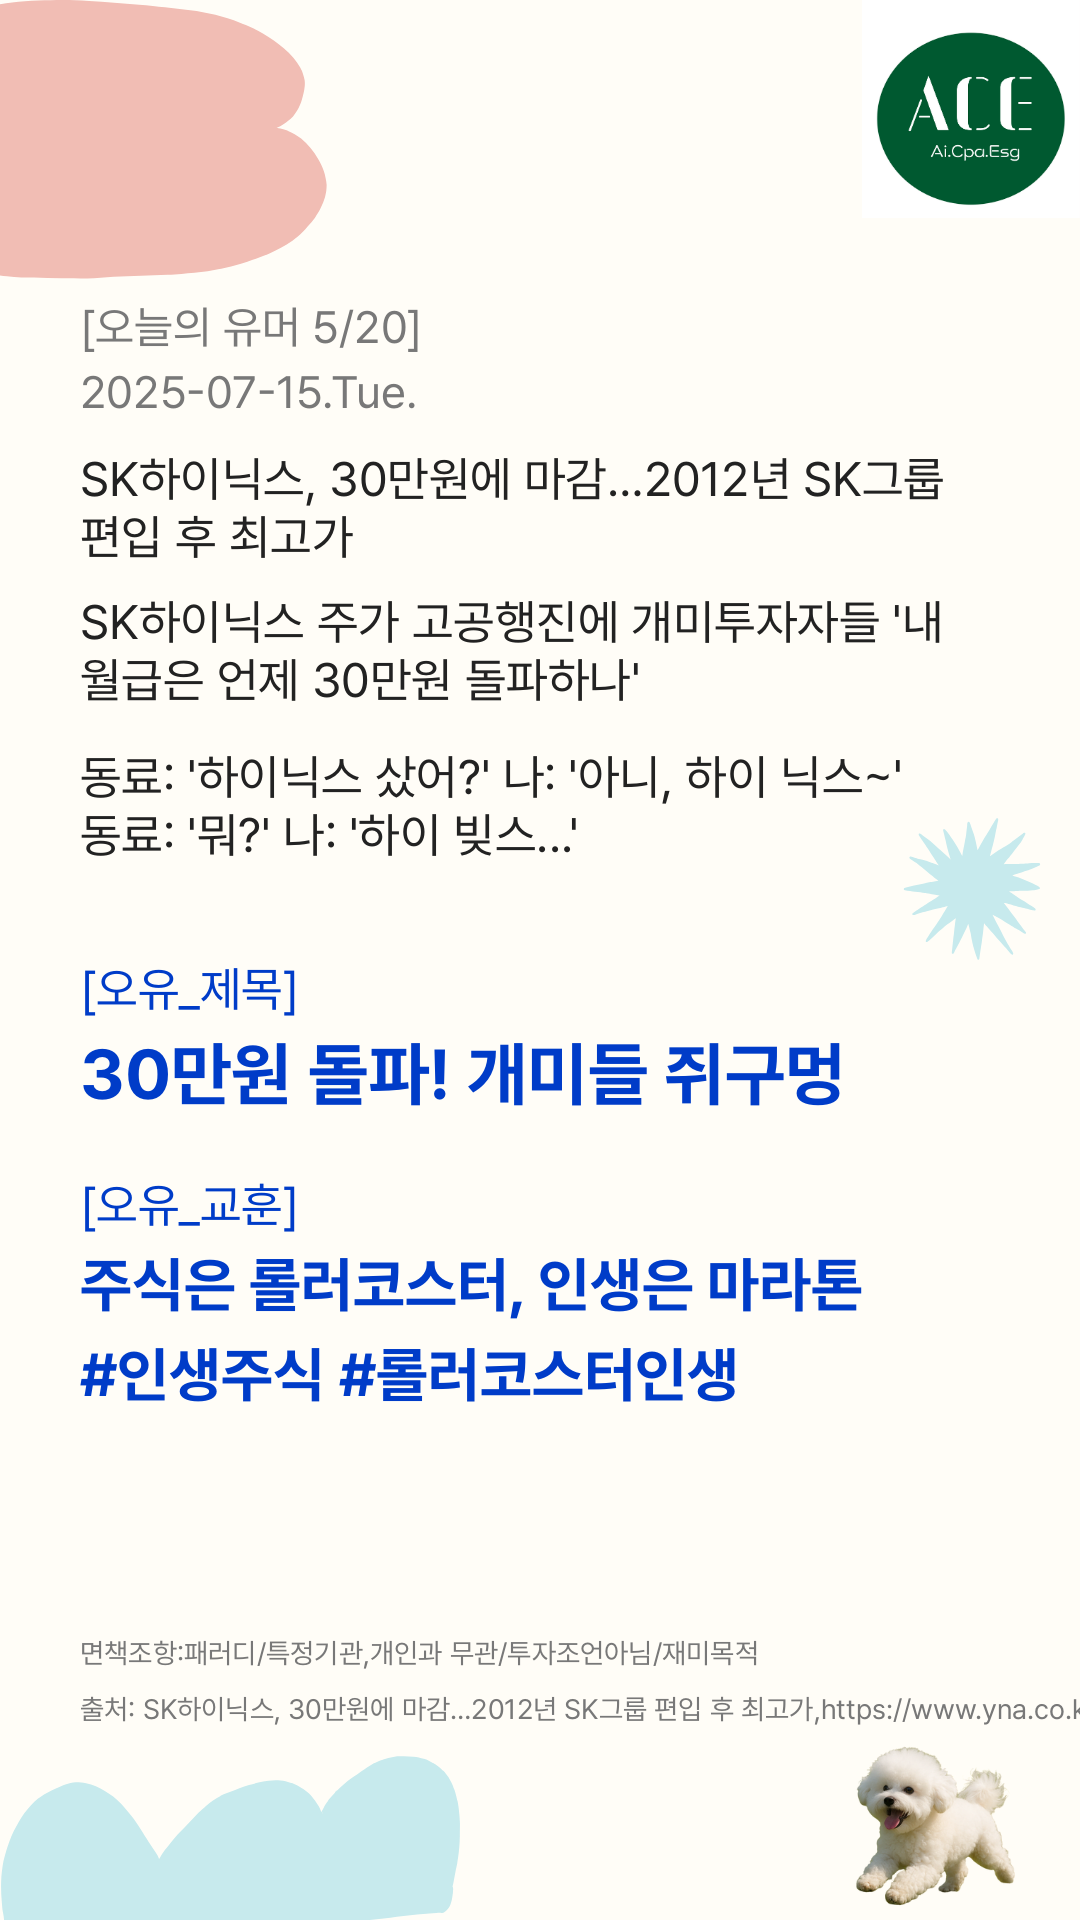 ACE
Ai.Cpa.Esg
[오늘의 유머 5/20]
2025-07-15.Tue.
SK하이닉스, 30만원에 마감...2012년 SK그룹
편입 후 최고가
SK하이닉스 주가 고공행진에 개미투자자들 '내
월급은 언제 30만원 돌파하나'
동료: '하이닉스 샀어?' 나: '아니, 하이 닉스~'
동료: '뭐?' 나: '하이 빚스...'
[오유_제목]
30만원 돌파! 개미들 쥐구멍
[오유_교훈]
주식은 롤러코스터, 인생은 마라톤
#인생주식 #롤러코스터인생
면책조항:패러디/특정기관,개인과 무관/투자조언아님/재미목적
출처: SK하이닉스, 30만원에 마감...2012년 SK그룹 편입 후 최고가,https://www.yna.co.k